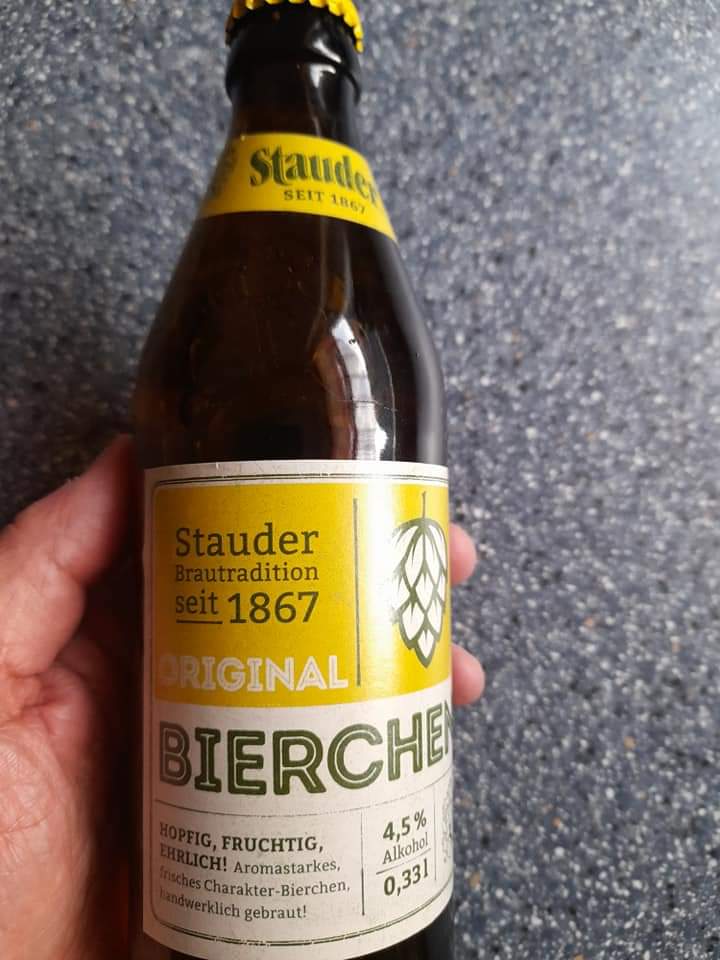 Stauder
SEIT 1867
Stauder
Brautradition
seit 1867
ORIGINAL
BIERCHEN
HOPFIG, FRUCHTIG,
EHRLICH! Aromastarkes,
frisches Charakter-Bierchen,
handwerklich gebraut!
4,5 %
Alkohol
0,33 l